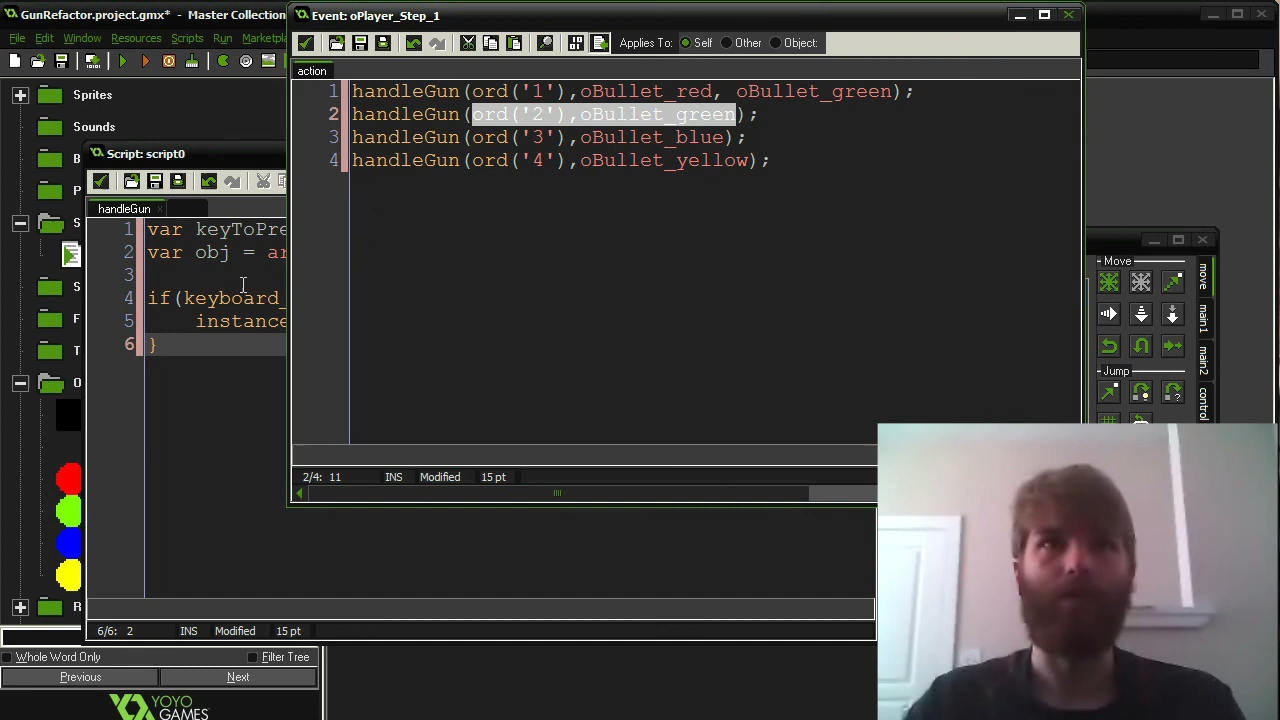 GunRefactor.project.gmx* - Master Collection
File Edit Window Resources Scripts Run Marketpla
Sprites
Sounds
B
P
S
S
F
T
O
R
Whole Word Only Filter Tree
Previous Next
YOYO
GAMES™
Script: script0
handleGun
1 var keyToPre
2 var obj = ar
3
4 if(keyboard_
5 instance
6 }
6/6: 2 INS Modified 15 pt
Event: oPlayer_Step_1
Applies To: Self Other Object:
action
1 handleGun(ord('1'),oBullet_red, oBullet_green);
2 handleGun(ord('2'),oBullet_green);
3 handleGun(ord('3'),oBullet_blue);
4 handleGun(ord('4'),oBullet_yellow);
2/4: 11 INS Modified 15 pt
Move
Jump
move
main1
main2
control